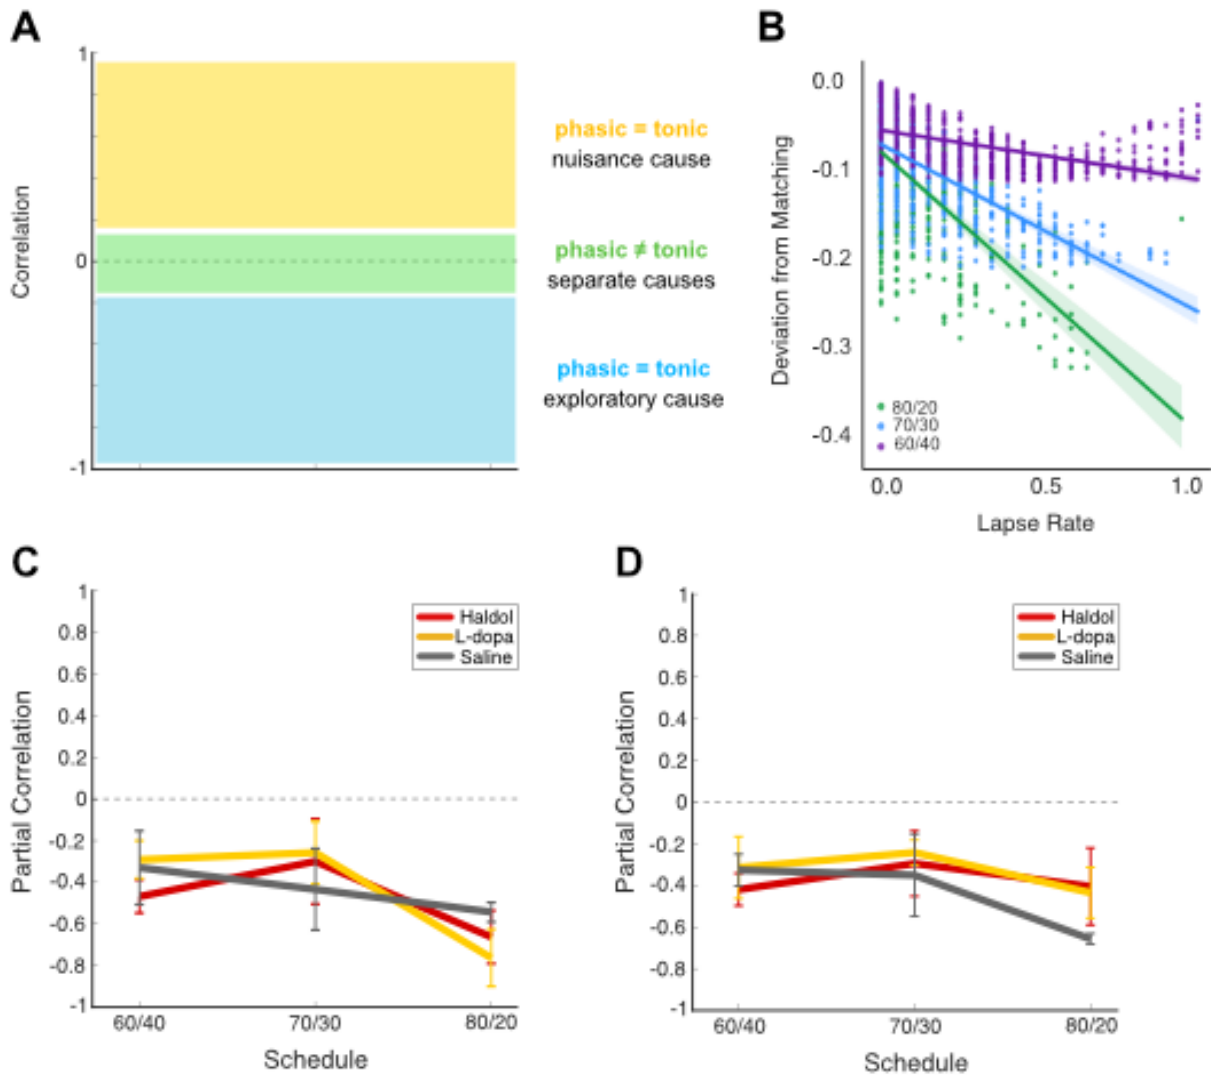 A
1
0
-1
Correlation
phasic = tonic
nuisance cause
phasic ≠ tonic
separate causes
phasic = tonic
exploratory cause
B
0.0
-0.1
-0.2
-0.3
-0.4
Deviation from Matching
80/20
70/30
60/40
0.0 0.5 1.0
Lapse Rate
C
1
0.8
0.6
0.4
0.2
0
-0.2
-0.4
-0.6
-0.8
-1
Partial Correlation
Haldol
L-dopa
Saline
60/40 70/30 80/20
Schedule
D
1
0.8
0.6
0.4
0.2
0
-0.2
-0.4
-0.6
-0.8
-1
Partial Correlation
Haldol
L-dopa
Saline
60/40 70/30 80/20
Schedule